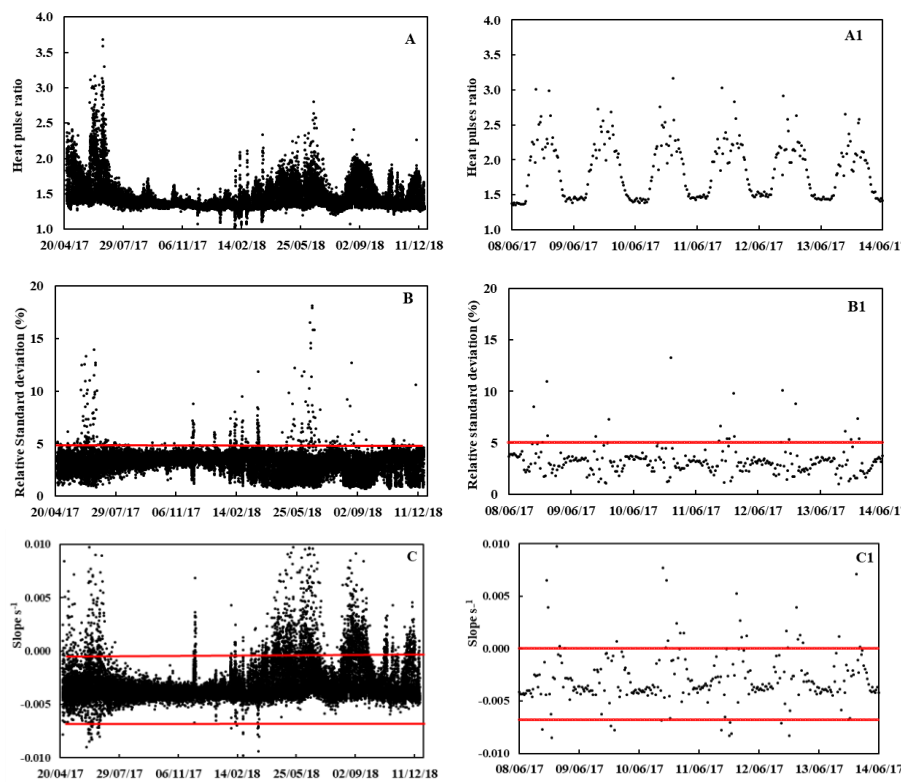 4.0
3.5
3.0
2.5
2.0
1.5
1.0
Heat pulse ratio
A
20/04/17 29/07/17 06/11/17 14/02/18 25/05/18 02/09/18 11/12/18
4.0
3.5
3.0
2.5
2.0
1.5
1.0
Heat pulses ratio
A1
08/06/17 09/06/17 10/06/17 11/06/17 12/06/17 13/06/17 14/06/1
20
15
10
5
0
Relative Standard deviation (%)
B
20/04/17 29/07/17 06/11/17 14/02/18 25/05/18 02/09/18 11/12/18
20
15
10
5
0
Relative standard deviation (%)
B1
08/06/17 09/06/17 10/06/17 11/06/17 12/06/17 13/06/17 14/06/1
0.010
0.005
0.000
-0.005
-0.010
Slope s-1
C
20/04/17 29/07/17 06/11/17 14/02/18 25/05/18 02/09/18 11/12/18
0.010
0.005
0.000
-0.005
-0.010
Slope s-1
C1
08/06/17 09/06/17 10/06/17 11/06/17 12/06/17 13/06/17 14/06/1